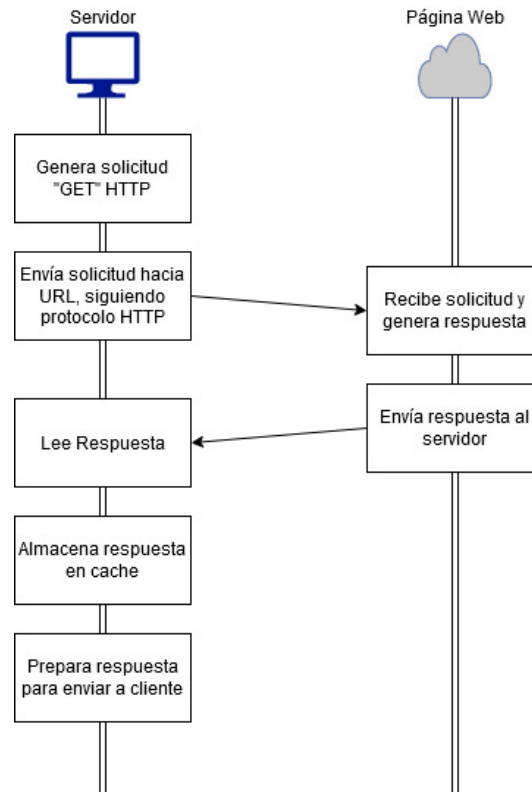 Servidor
Página Web
Genera solicitud
"GET" HTTP
Envía solicitud hacia
URL, siguiendo
protocolo HTTP
Recibe solicitud y
genera respuesta
Envía respuesta al
servidor
Lee Respuesta
Almacena respuesta
en cache
Prepara respuesta
para enviar a cliente